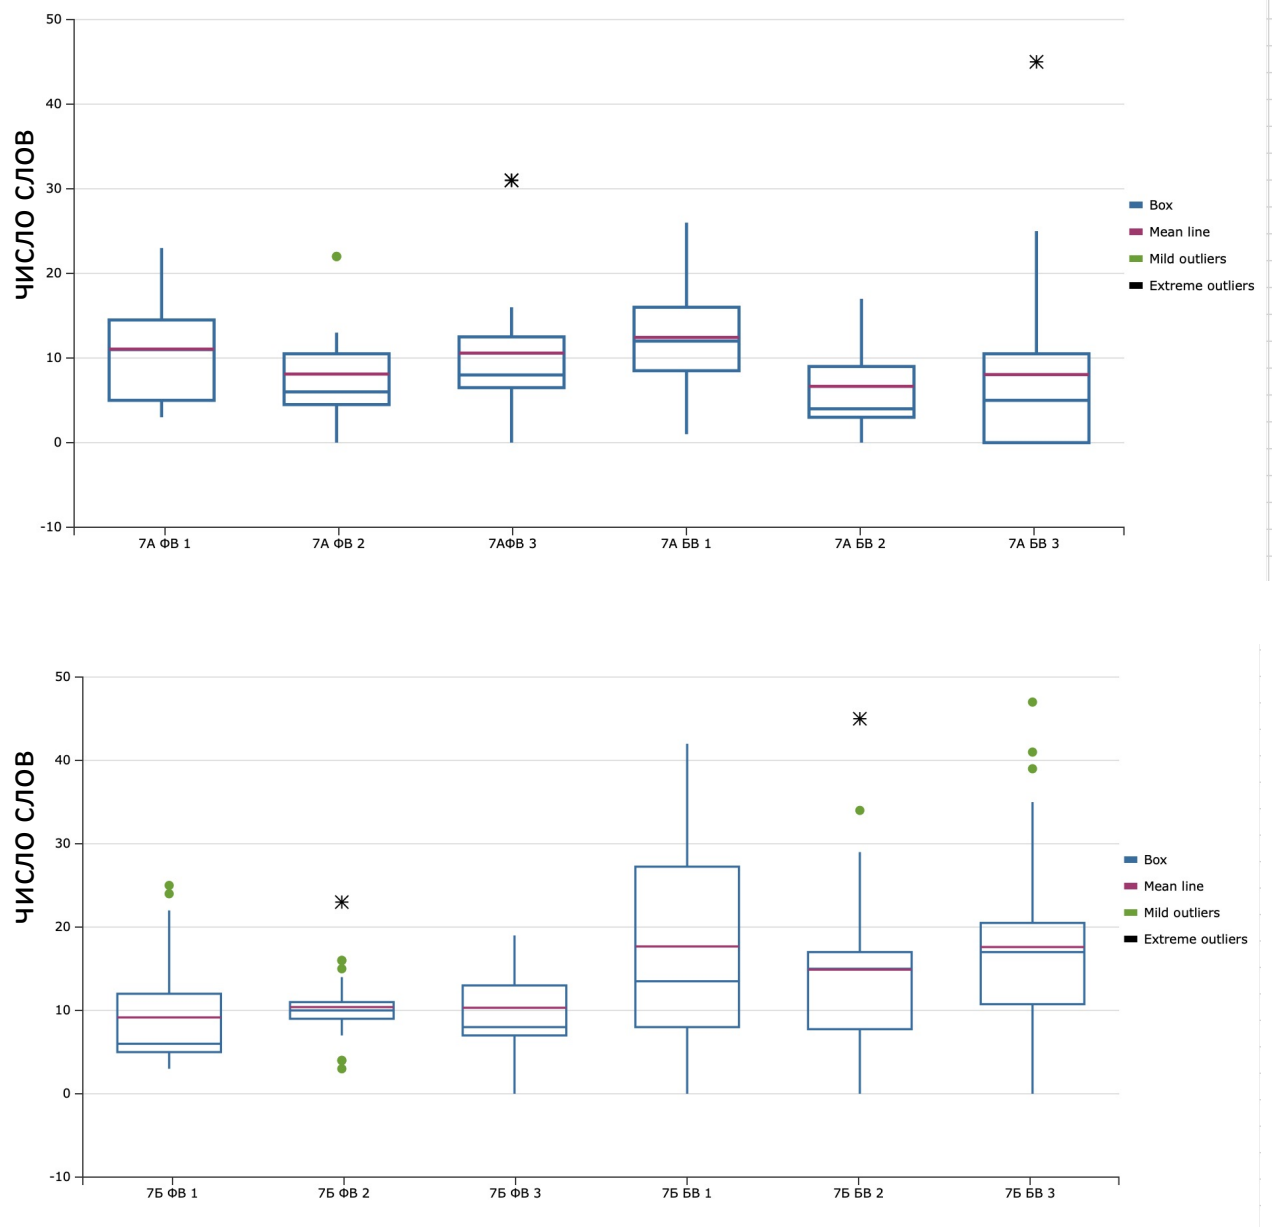 ЧИСЛО СЛОВ
50
40
30
20
10
0
-10
7А ФВ 1
7А ФВ 2
7АФВ 3
7А БВ 1
7А БВ 2
7А БВ 3
Box
Mean line
Mild outliers
Extreme outliers
ЧИСЛО СЛОВ
50
40
30
20
10
0
-10
7Б ФВ 1
7Б ФВ 2
7Б ФВ 3
7Б БВ 1
7Б БВ 2
7Б БВ 3
Box
Mean line
Mild outliers
Extreme outliers